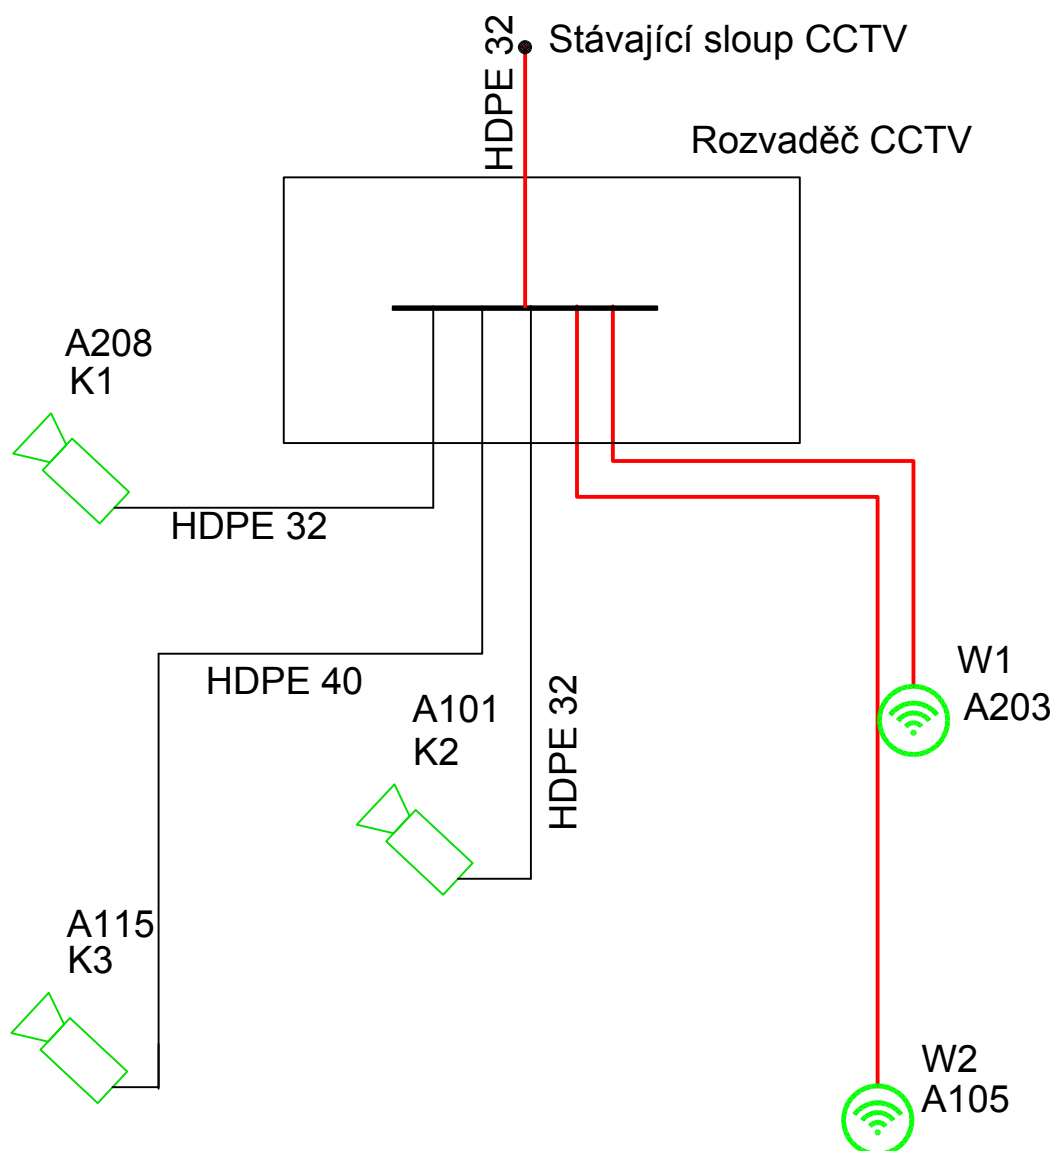 HDPE 32
Stávající sloup CCTV
Rozvaděč CCTV
A208
K1
HDPE 32
HDPE 40
A101
K2
HDPE 32
W1
A203
A115
K3
W2
A105